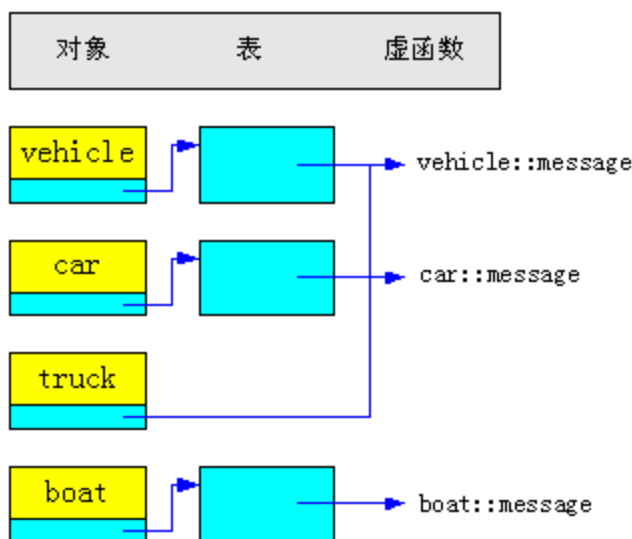 对象 表 虚函数
vehicle
vehicle::message
car
car::message
truck
boat
boat::message